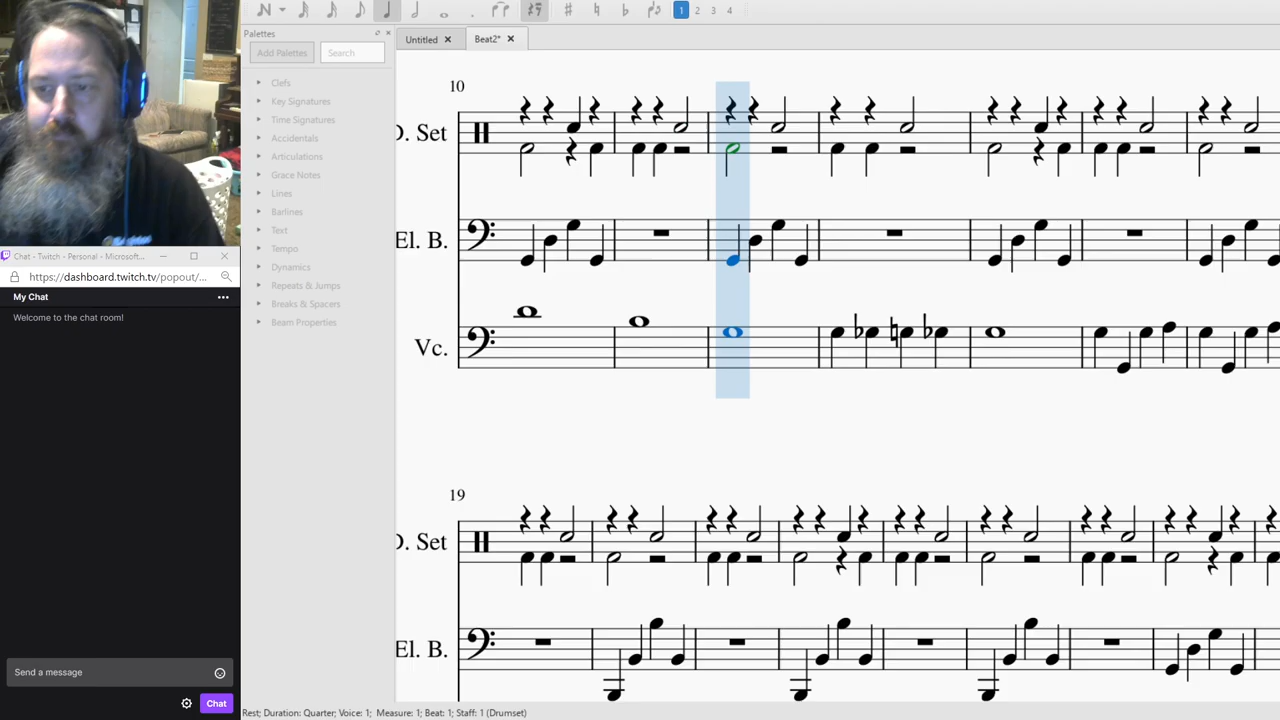 1 2 3 4
Palettes
Untitled
Beat2*
Add Palettes
Search
Clefs
Key Signatures
Time Signatures
Accidentals
Articulations
Grace Notes
Lines
Barlines
Text
Tempo
Dynamics
Repeats & Jumps
Breaks & Spacers
Beam Properties
10
D. Set
El. B.
Vc.
19
D. Set
El. B.
Chat - Twitch - Personal - Microsoft...
https://dashboard.twitch.tv/popout/...
My Chat
Welcome to the chat room!
Send a message
Chat
Rest; Duration: Quarter; Voice: 1; Measure: 1; Beat: 1; Staff: 1 (Drumset)